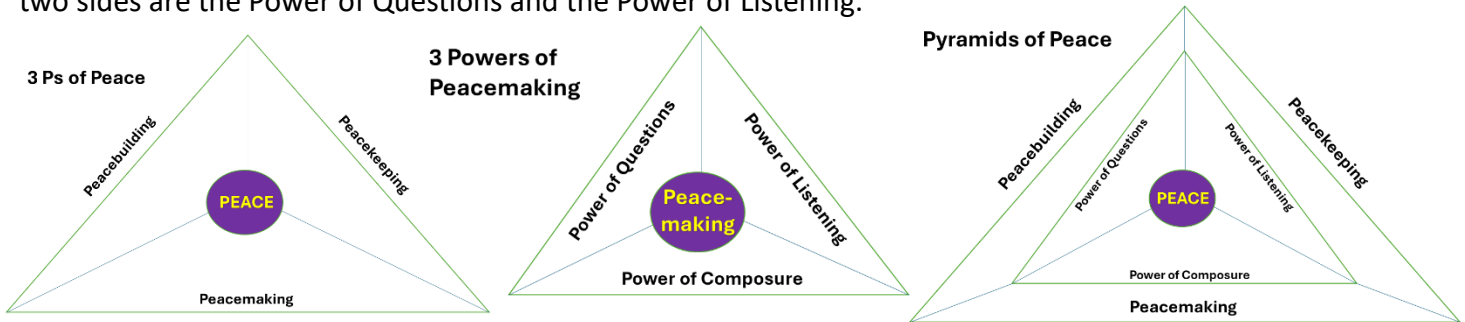 two sides are the Power of Questions and the Power of Listening.
3 Ps of Peace
Peacebuilding
Peacekeeping
PEACE
Peacemaking
3 Powers of
Peacemaking
Power of Questions
Power of Listening
Peace-
making
Power of Composure
Pyramids of Peace
Peacebuilding
Peacekeeping
Power of Questions
Power of Listening
PEACE
Power of Composure
Peacemaking